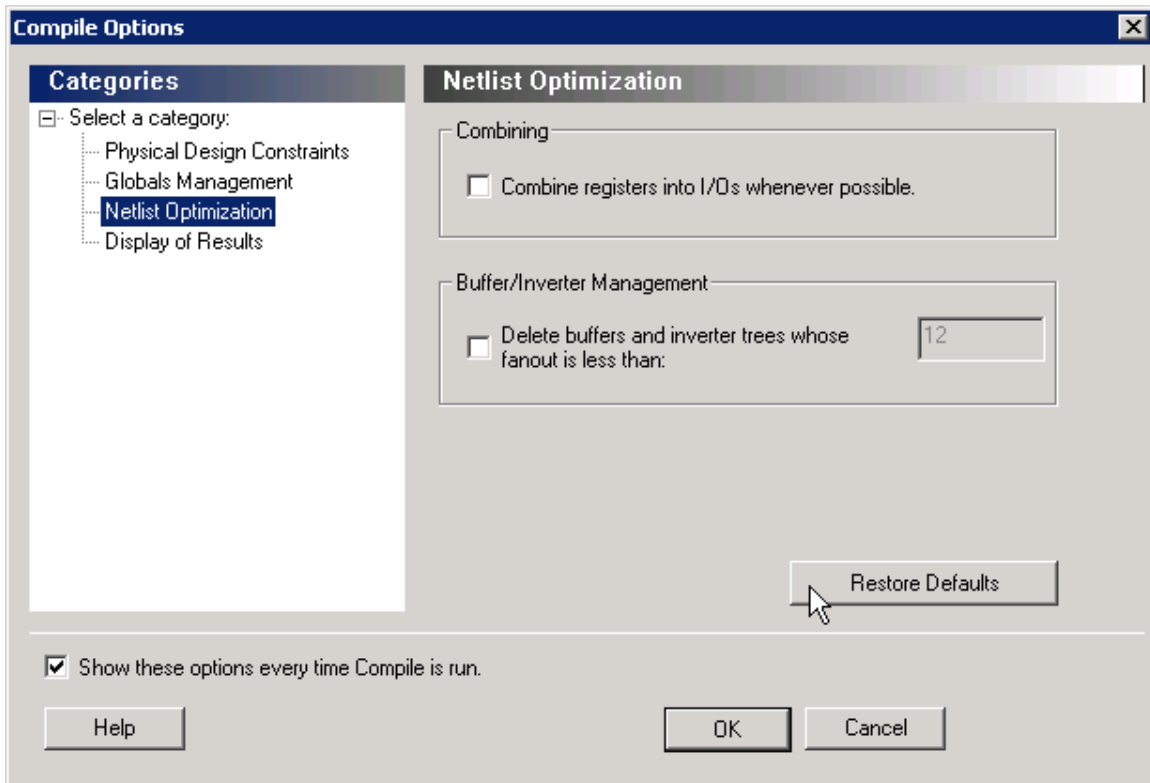 Compile Options
Categories
Select a category:
Physical Design Constraints
Globals Management
Netlist Optimization
Display of Results
Netlist Optimization
Combining
Combine registers into I/Os whenever possible.
Buffer/Inverter Management
Delete buffers and inverter trees whose
fanout is less than:
12
Restore Defaults
Show these options every time Compile is run.
Help
OK
Cancel